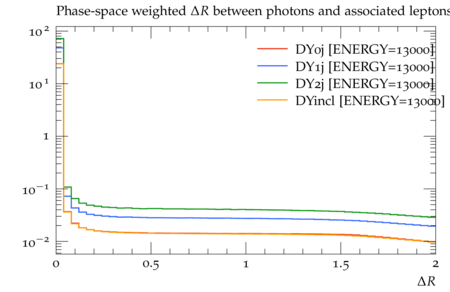 Phase-space weighted ΔR between photons and associated leptons
10²
10¹
1
10⁻¹
10⁻²
DY0j [ENERGY=13000]
DY1j [ENERGY=13000]
DY2j [ENERGY=13000]
DYincl [ENERGY=13000]
0 0.5 1 1.5 2
ΔR